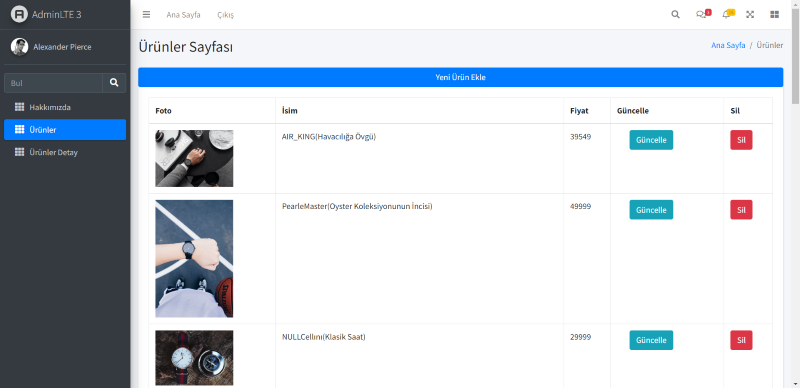 AdminLTE 3
Ana Sayfa Çıkış
Alexander Pierce
Bul
Hakkımızda
Ürünler
Ürünler Detay
Ürünler Sayfası
Ana Sayfa / Ürünler
Yeni Ürün Ekle
Foto İsim Fiyat Güncelle Sil
AIR_KING(Havacılığa Övgü) 39549 Güncelle Sil
PearleMaster(Oyster Koleksiyonunun İncisi) 49999 Güncelle Sil
NULLCellını(Klasik Saat) 29999 Güncelle Sil